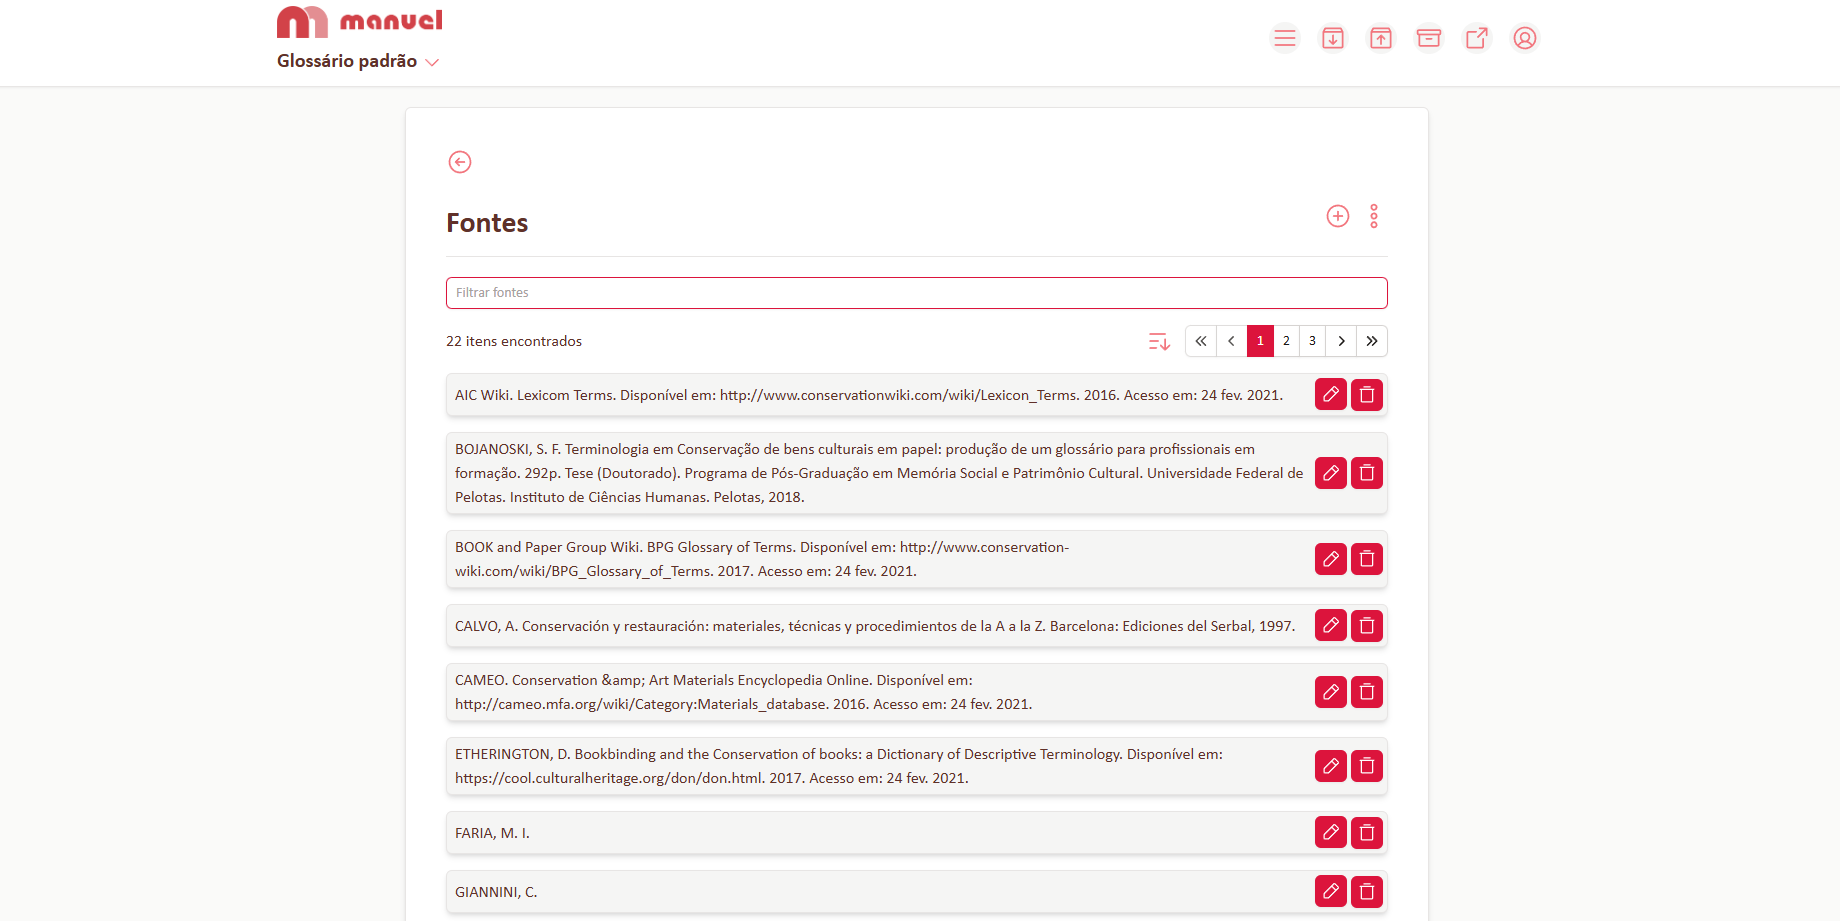 manuel
Glossário padrão
Fontes
Filtrar fontes
22 itens encontrados
1 2 3
AIC Wiki. Lexicom Terms. Disponível em: http://www.conservationwiki.com/wiki/Lexicon_Terms. 2016. Acesso em: 24 fev. 2021.
BOJANOSKI, S. F. Terminologia em Conservação de bens culturais em papel: produção de um glossário para profissionais em
formação. 292p. Tese (Doutorado). Programa de Pós-Graduação em Memória Social e Patrimônio Cultural. Universidade Federal de
Pelotas. Instituto de Ciências Humanas. Pelotas, 2018.
BOOK and Paper Group Wiki. BPG Glossary of Terms. Disponível em: http://www.conservation-
wiki.com/wiki/BPG_Glossary_of_Terms. 2017. Acesso em: 24 fev. 2021.
CALVO, A. Conservación y restauración: materiales, técnicas y procedimientos de la A a la Z. Barcelona: Ediciones del Serbal, 1997.
CAMEO. Conservation &amp; Art Materials Encyclopedia Online. Disponível em:
http://cameo.mfa.org/wiki/Category:Materials_database. 2016. Acesso em: 24 fev. 2021.
ETHERINGTON, D. Bookbinding and the Conservation of books: a Dictionary of Descriptive Terminology. Disponível em:
https://cool.culturalheritage.org/don/don.html. 2017. Acesso em: 24 fev. 2021.
FARIA, M. I.
GIANNINI, C.